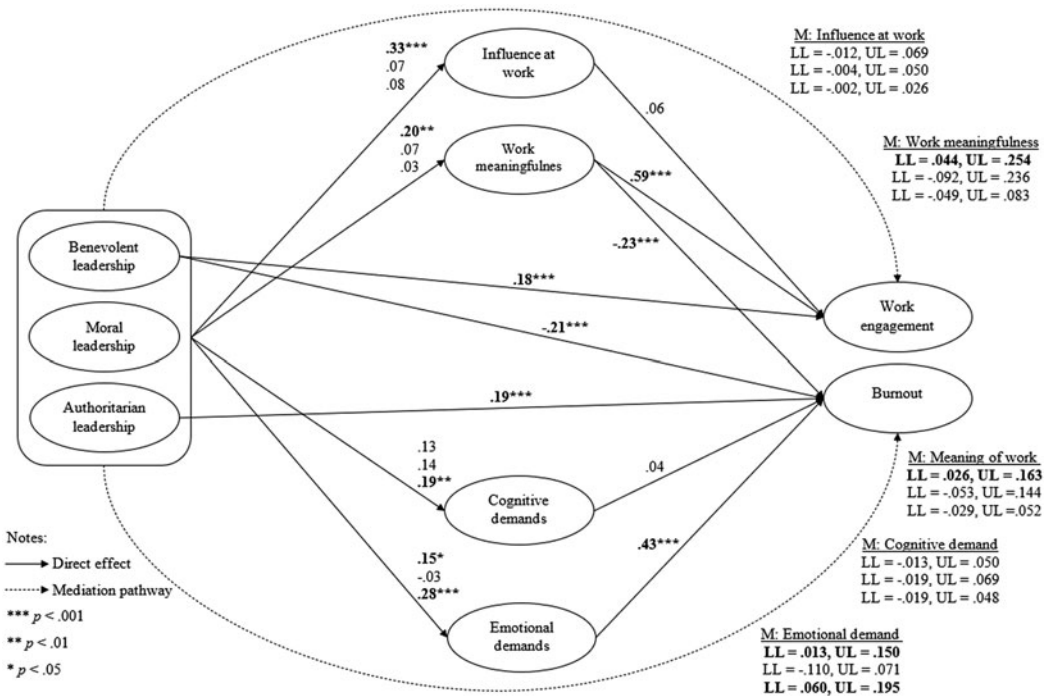 Influence at
work
Work
meaningfulnes
Benevolent
leadership
Moral
leadership
Authoritarian
leadership
Cognitive
demands
Emotional
demands
Work
engagement
Burnout
.33***
.07
.08
.20**
.07
.03
.06
.59***
-.23***
.18***
-.21***
.19***
.13
.14
.19**
.04
.15*
-.03
.28***
.43***
M: Influence at work
LL = -.012, UL = .069
LL = -.004, UL = .050
LL = -.002, UL = .026
M: Work meaningfulness
LL = .044, UL = .254
LL = -.092, UL = .236
LL = -.049, UL = .083
M: Meaning of work
LL = .026, UL = .163
LL = -.053, UL =.144
LL = -.029, UL =.052
M: Cognitive demand
LL = -.013, UL = .050
LL = -.019, UL = .069
LL = -.019, UL = .048
M: Emotional demand
LL = .013, UL = .150
LL = -.110, UL = .071
LL = .060, UL = .195
Notes:
Direct effect
Mediation pathway
*** p < .001
** p < .01
* p < .05